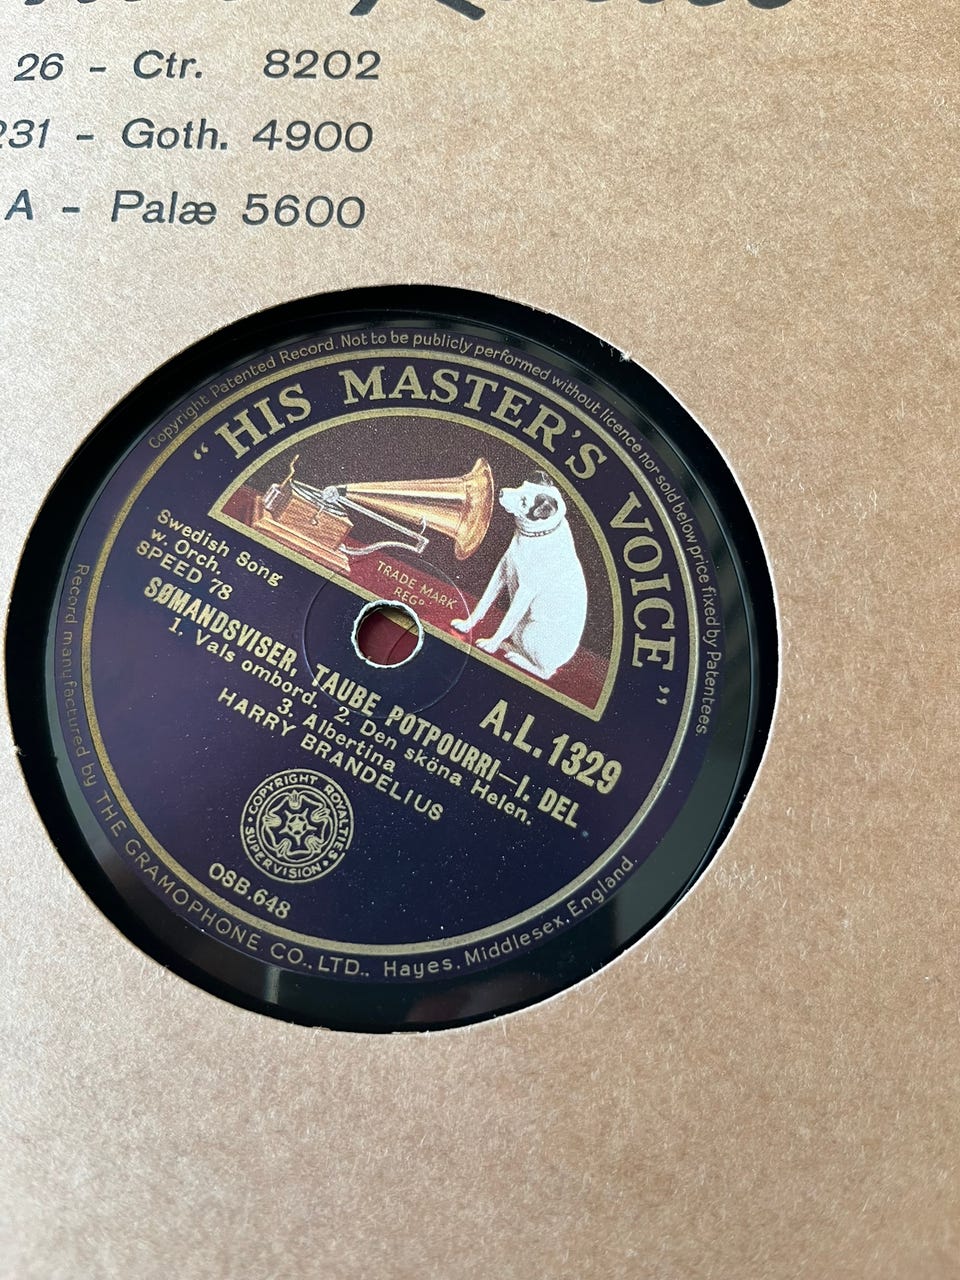 26 - Ctr. 8202
231 - Goth. 4900
A - Palæ 5600
Copyright Patented Record. Not to be publicly performed without licence nor sold below price fixed by Patentees
"HIS MASTER'S VOICE"
TRADE MARK
REGD
Swedish Song
w. Orch.
SPEED 78
A.L. 1329
SØMANDSVISER, TAUBE POTPOURRI—I. DEL
1. Vals ombord. 2. Den sköna Helen.
3. Albertina
HARRY BRANDELIUS
COPYRIGHT ROYALTIES
SUPERVISION
OSB.648
Record manufactured by THE GRAMOPHONE CO., LTD., Hayes, Middlesex, England.